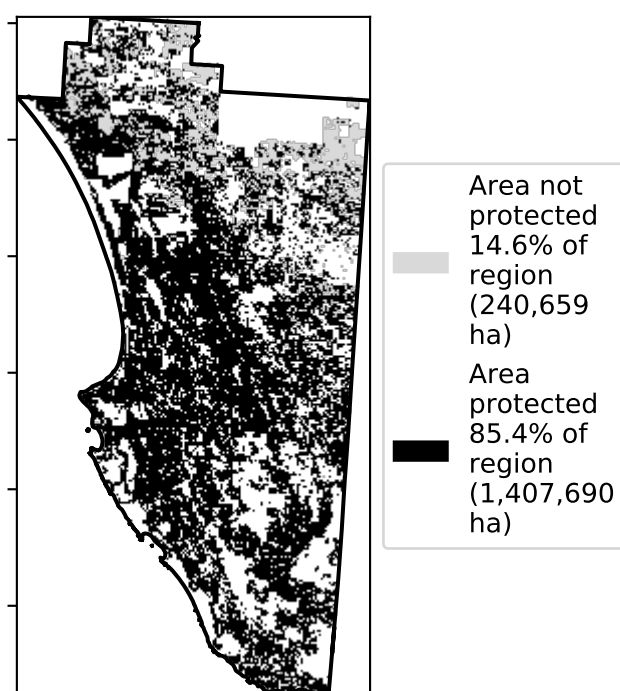 Area not
protected
14.6% of
region
(240,659
ha)
Area
protected
85.4% of
region
(1,407,690
ha)